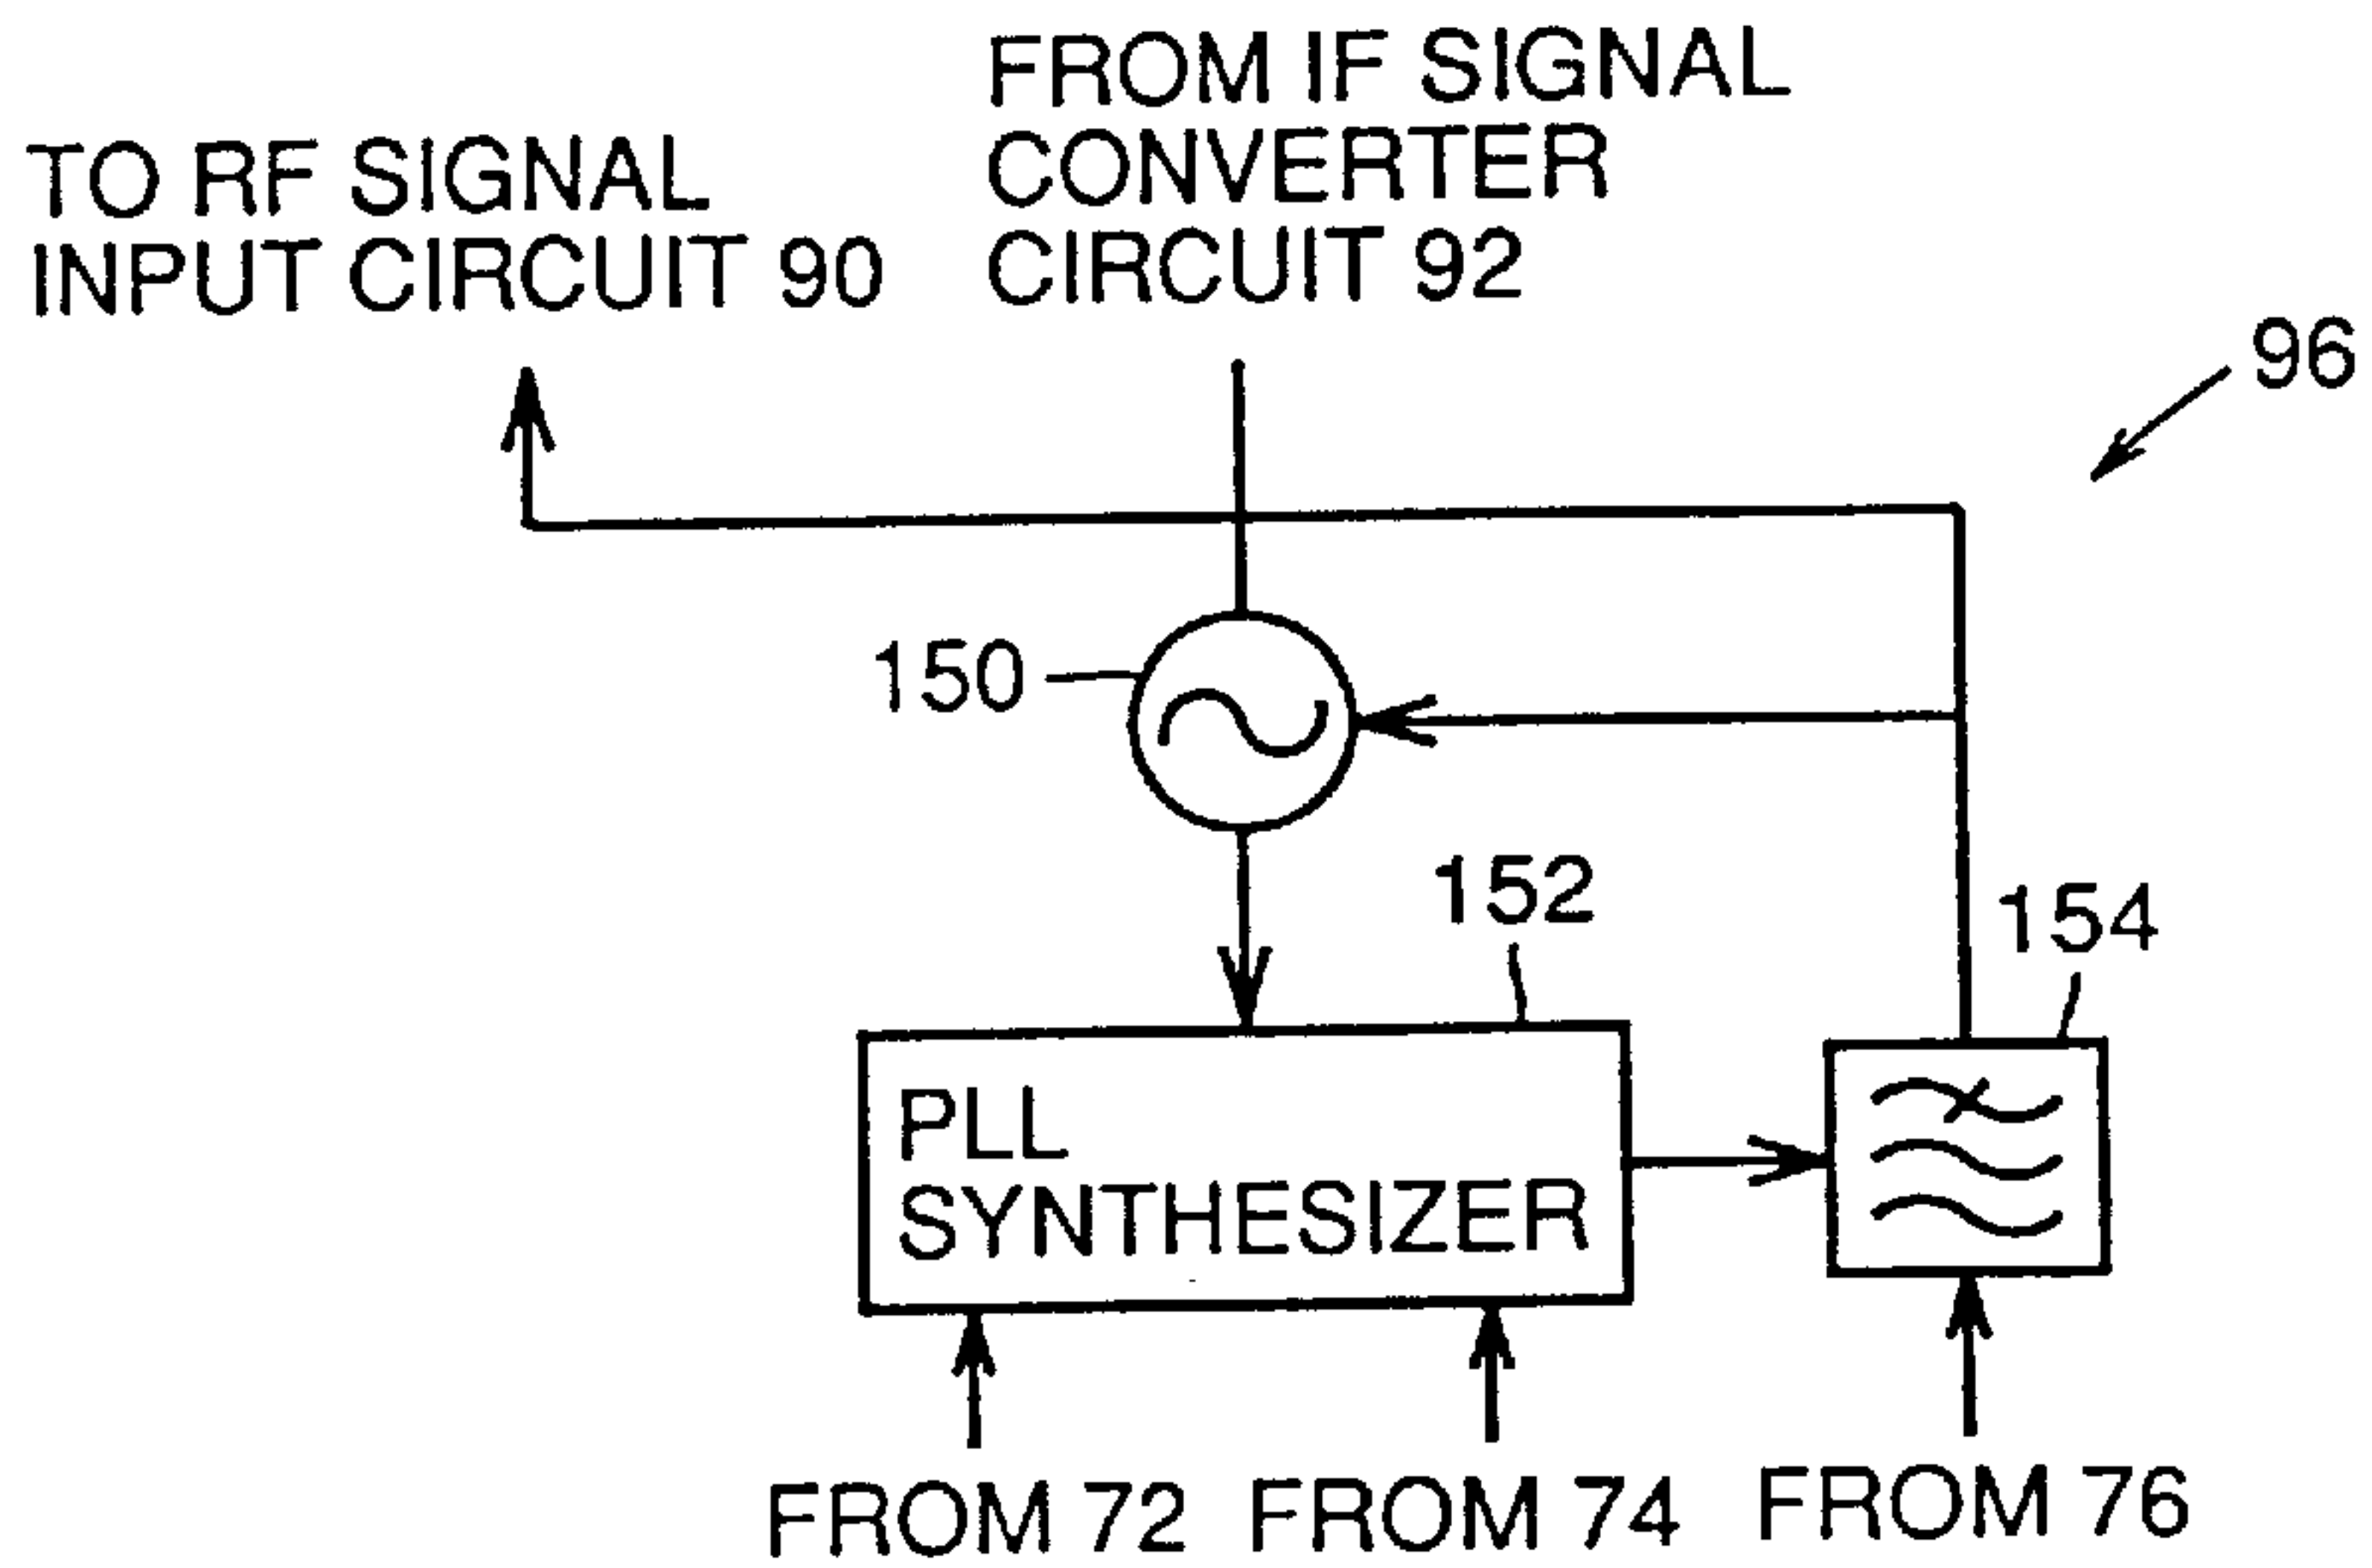 TO RF SIGNAL
INPUT CIRCUIT 90
FROM IF SIGNAL
CONVERTER
CIRCUIT 92
96
150
152
154
PLL
SYNTHESIZER
FROM 72
FROM 74
FROM 76